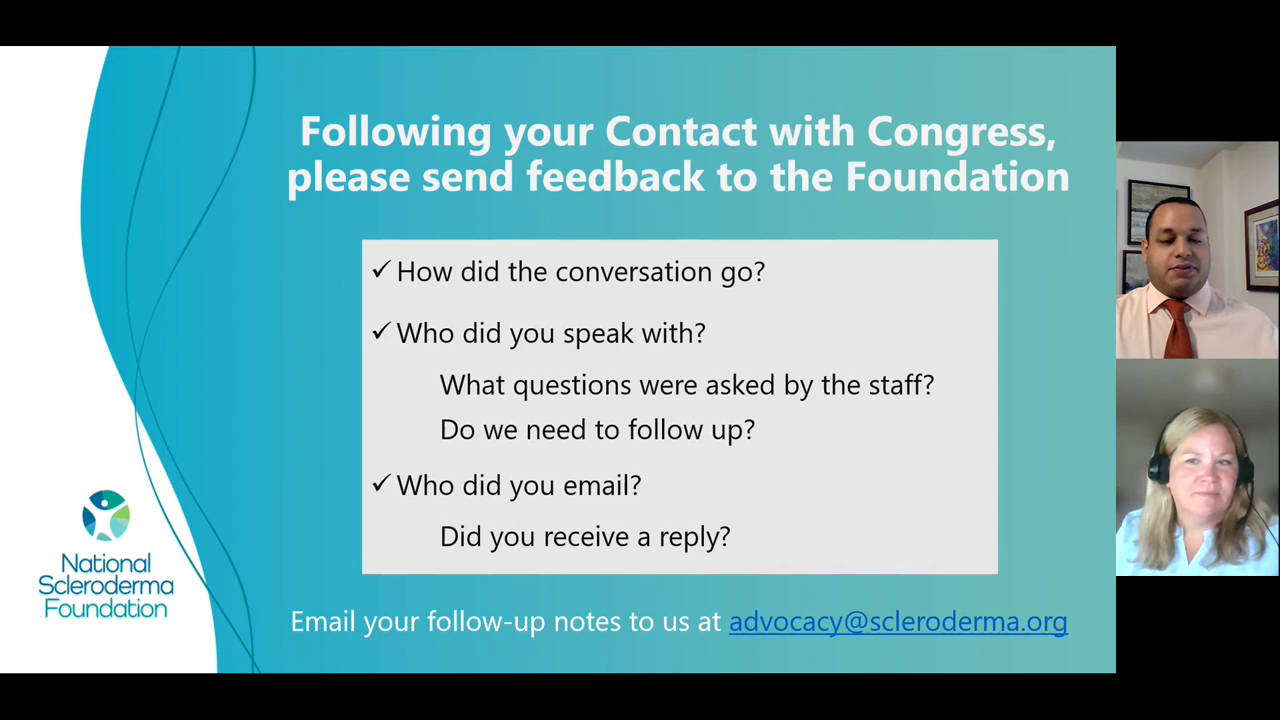 Following your Contact with Congress,
please send feedback to the Foundation
✓ How did the conversation go?
✓ Who did you speak with?
What questions were asked by the staff?
Do we need to follow up?
✓ Who did you email?
Did you receive a reply?
National
Scleroderma
Foundation
Email your follow-up notes to us at advocacy@scleroderma.org